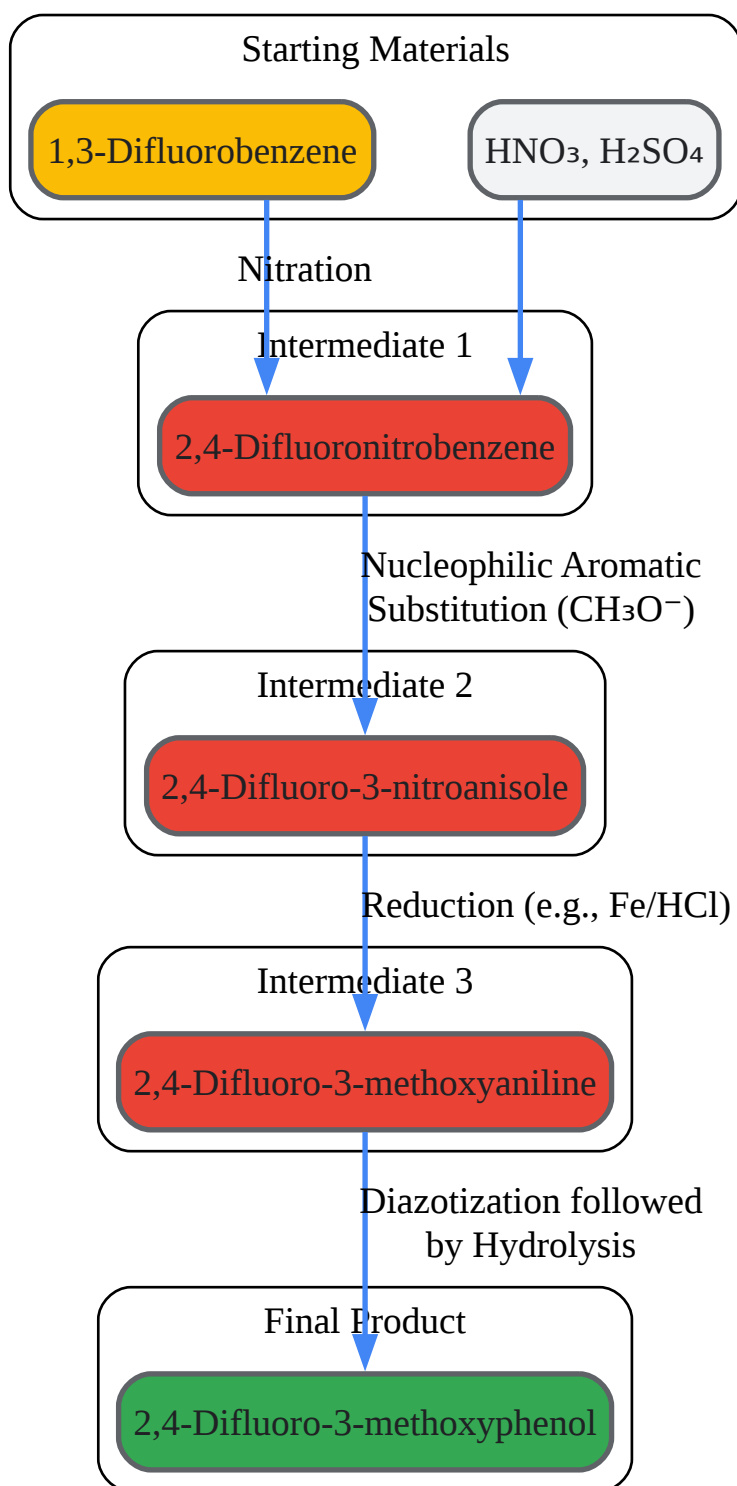 Starting Materials
1,3-Difluorobenzene
HNO₃, H₂SO₄
Nitration
Intermediate 1
2,4-Difluoronitrobenzene
Nucleophilic Aromatic
Substitution (CH₃O⁻)
Intermediate 2
2,4-Difluoro-3-nitroanisole
Reduction (e.g., Fe/HCl)
Intermediate 3
2,4-Difluoro-3-methoxyaniline
Diazotization followed
by Hydrolysis
Final Product
2,4-Difluoro-3-methoxyphenol